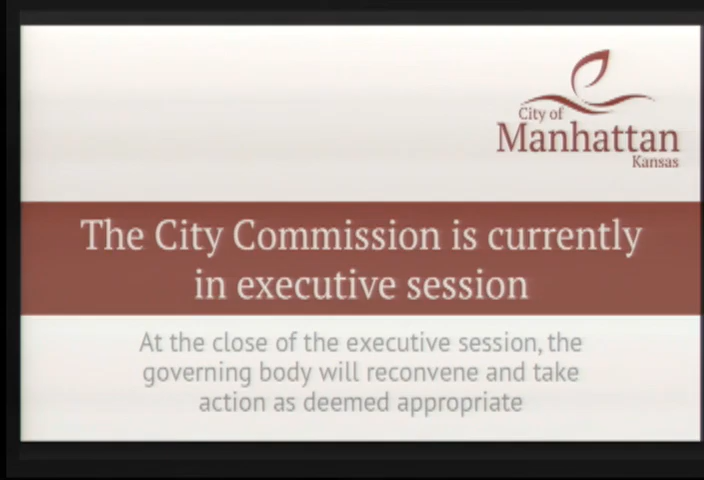 City of
Manhattan
Kansas
The City Commission is currently
in executive session
At the close of the executive session, the
governing body will reconvene and take
action as deemed appropriate